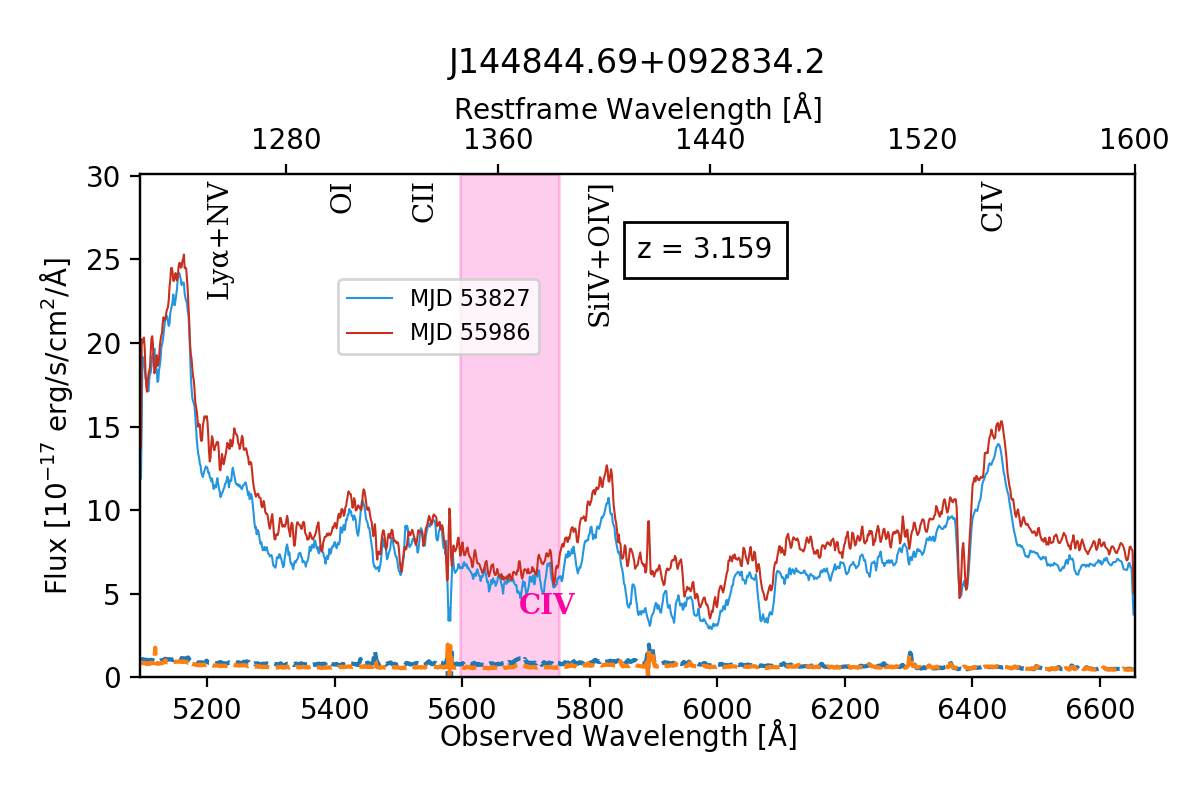 J144844.69+092834.2
Restframe Wavelength [Å]
1280 1360 1440 1520 1600
Flux [10⁻¹⁷ erg/s/cm²/Å]
30
25
20
15
10
5
0
Lyα+NV
OI
CII
SiIV+OIV]
CIV
z = 3.159
MJD 53827
MJD 55986
CIV
5200 5400 5600 5800 6000 6200 6400 6600
Observed Wavelength [Å]